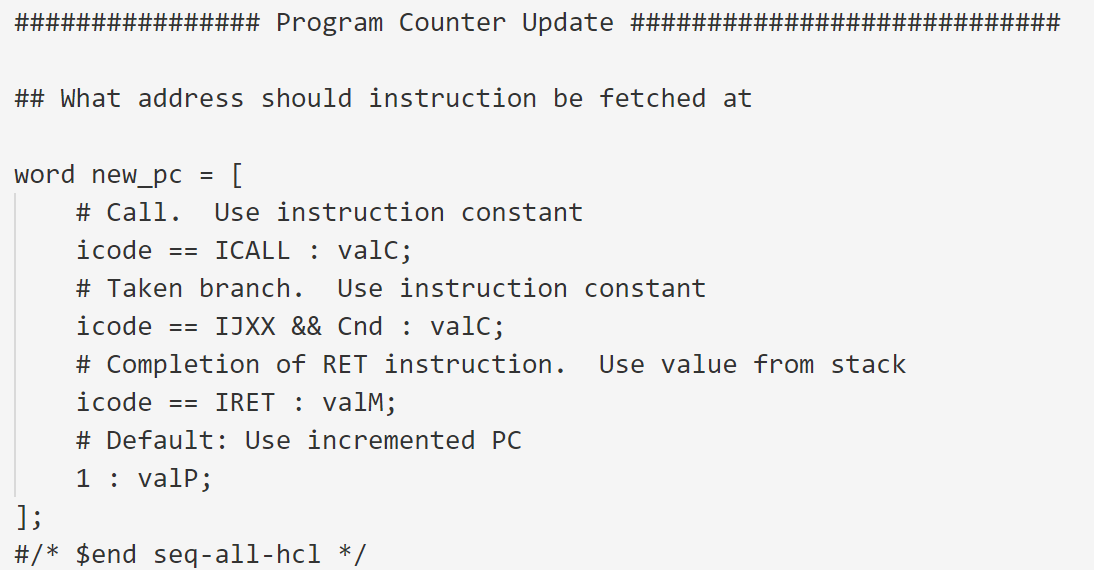 ################ Program Counter Update ############################
## What address should instruction be fetched at
word new_pc = [
    # Call.  Use instruction constant
    icode == ICALL : valC;
    # Taken branch.  Use instruction constant
    icode == IJXX && Cnd : valC;
    # Completion of RET instruction.  Use value from stack
    icode == IRET : valM;
    # Default: Use incremented PC
    1 : valP;
];
#/* $end seq-all-hcl */